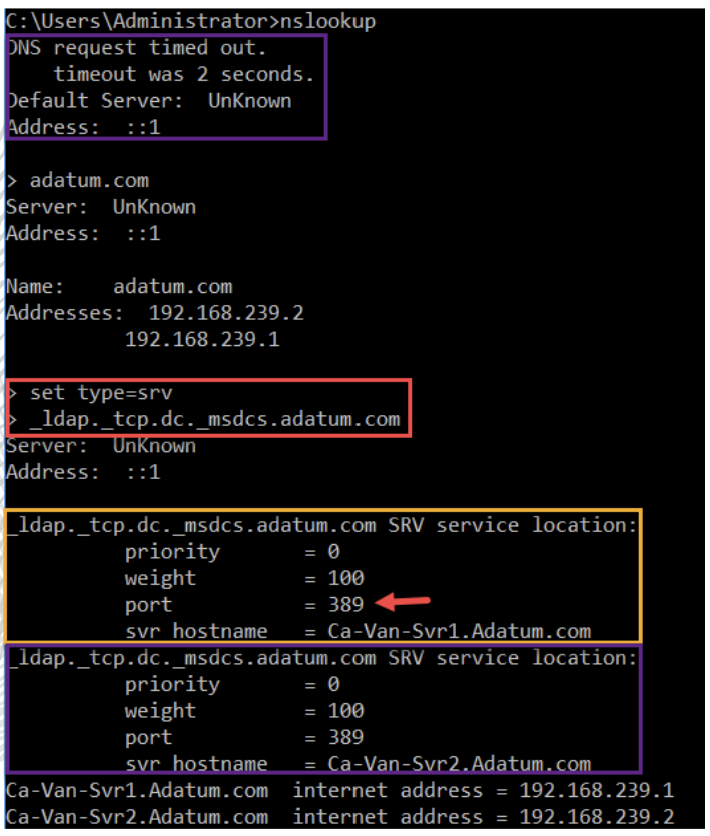 C:\Users\Administrator>nslookup
DNS request timed out.
    timeout was 2 seconds.
Default Server:  UnKnown
Address:  ::1
> adatum.com
Server:  UnKnown
Address:  ::1
Name:    adatum.com
Addresses:  192.168.239.2
          192.168.239.1
> set type=srv
> _ldap._tcp.dc._msdcs.adatum.com
Server:  UnKnown
Address:  ::1
_ldap._tcp.dc._msdcs.adatum.com SRV service location:
          priority       = 0
          weight         = 100
          port           = 389
          svr hostname   = Ca-Van-Svr1.Adatum.com
_ldap._tcp.dc._msdcs.adatum.com SRV service location:
          priority       = 0
          weight         = 100
          port           = 389
          svr hostname   = Ca-Van-Svr2.Adatum.com
Ca-Van-Svr1.Adatum.com  internet address = 192.168.239.1
Ca-Van-Svr2.Adatum.com  internet address = 192.168.239.2